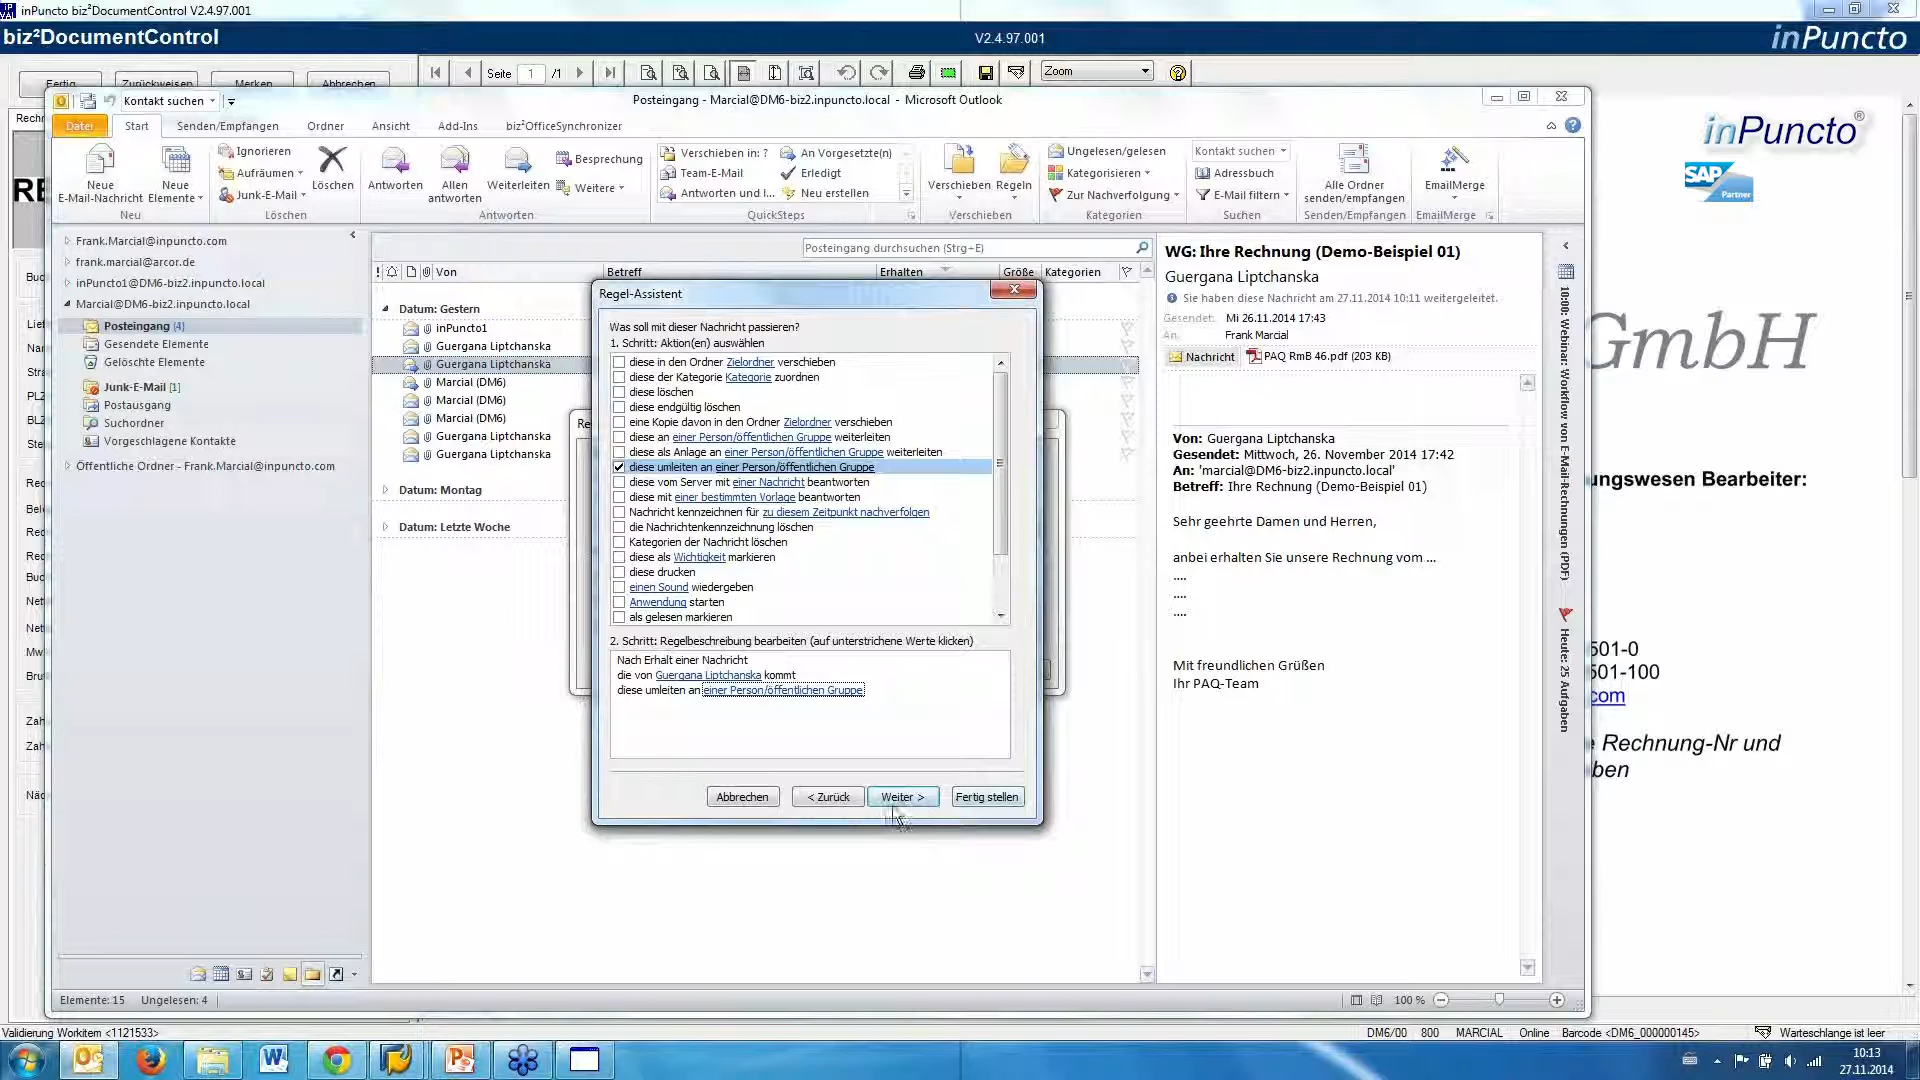 inPuncto biz²DocumentControl V2.4.97.001
biz²DocumentControl
V2.4.97.001
inPuncto
Fertig
Zurückweisen
Merken
Abbrechen
Seite 1 /1
Zoom
Kontakt suchen
Posteingang - Marcial@DM6-biz2.inpuncto.local - Microsoft Outlook
Datei
Start
Senden/Empfangen
Ordner
Ansicht
Add-Ins
biz²OfficeSynchronizer
Neue E-Mail-Nachricht
Neue Elemente
Neu
Ignorieren
Aufräumen
Junk-E-Mail
Löschen
Löschen
Antworten
Allen antworten
Weiterleiten
Besprechung
Weitere
Antworten
Verschieben in: ?
Team-E-Mail
Antworten und l...
An Vorgesetzte(n)
Erledigt
Neu erstellen
QuickSteps
Verschieben
Regeln
Verschieben
Ungelesen/gelesen
Kategorisieren
Zur Nachverfolgung
Kategorien
Kontakt suchen
Adressbuch
E-Mail filtern
Suchen
Alle Ordner senden/empfangen
Senden/Empfangen
EmailMerge
EmailMerge
inPuncto®
SAP Partner
Frank.Marcial@inpuncto.com
frank.marcial@arcor.de
inPuncto1@DM6-biz2.inpuncto.local
Marcial@DM6-biz2.inpuncto.local
Posteingang (4)
Gesendete Elemente
Gelöschte Elemente
Junk-E-Mail [1]
Postausgang
Suchordner
Vorgeschlagene Kontakte
Öffentliche Ordner - Frank.Marcial@inpuncto.com
Posteingang durchsuchen (Strg+E)
Von
Betreff
Erhalten
Größe
Kategorien
Datum: Gestern
inPuncto1
Guergana Liptchanska
Guergana Liptchanska
Marcial (DM6)
Marcial (DM6)
Marcial (DM6)
Guergana Liptchanska
Guergana Liptchanska
Datum: Montag
Datum: Letzte Woche
Regel-Assistent
Was soll mit dieser Nachricht passieren?
1. Schritt: Aktion(en) auswählen
diese in den Ordner Zielordner verschieben
diese der Kategorie Kategorie zuordnen
diese löschen
diese endgültig löschen
eine Kopie davon in den Ordner Zielordner verschieben
diese an einer Person/öffentlichen Gruppe weiterleiten
diese als Anlage an einer Person/öffentlichen Gruppe weiterleiten
diese umleiten an einer Person/öffentlichen Gruppe
diese vom Server mit einer Nachricht beantworten
diese mit einer bestimmten Vorlage beantworten
Nachricht kennzeichnen für zu diesem Zeitpunkt nachverfolgen
die Nachrichtenkennzeichnung löschen
Kategorien der Nachricht löschen
diese als Wichtigkeit markieren
diese drucken
einen Sound wiedergeben
Anwendung starten
als gelesen markieren
2. Schritt: Regelbeschreibung bearbeiten (auf unterstrichene Werte klicken)
Nach Erhalt einer Nachricht
die von Guergana Liptchanska kommt
diese umleiten an einer Person/öffentlichen Gruppe
Abbrechen
< Zurück
Weiter >
Fertig stellen
WG: Ihre Rechnung (Demo-Beispiel 01)
Guergana Liptchanska
Sie haben diese Nachricht am 27.11.2014 10:11 weitergeleitet.
Gesendet: Mi 26.11.2014 17:43
An: Frank Marcial
Nachricht
PAQ RmB 46.pdf (203 KB)
Von: Guergana Liptchanska
Gesendet: Mittwoch, 26. November 2014 17:42
An: 'marcial@DM6-biz2.inpuncto.local'
Betreff: Ihre Rechnung (Demo-Beispiel 01)
Sehr geehrte Damen und Herren,
anbei erhalten Sie unsere Rechnung vom ...
....
....
....
Mit freundlichen Grüßen
Ihr PAQ-Team
10:00: Webinar: Workflow von E-Mail-Rechnungen (PDF)
Heute: 25 Aufgaben
GmbH
ungswesen Bearbeiter:
501-0
501-100
com
e Rechnung-Nr und
ben
Elemente: 15
Ungelesen: 4
100 %
Validierung Workitem <1121533>
DM6/00
800
MARCIAL
Online
Barcode <DM6_000000145>
Warteschlange ist leer
10:13
27.11.2014